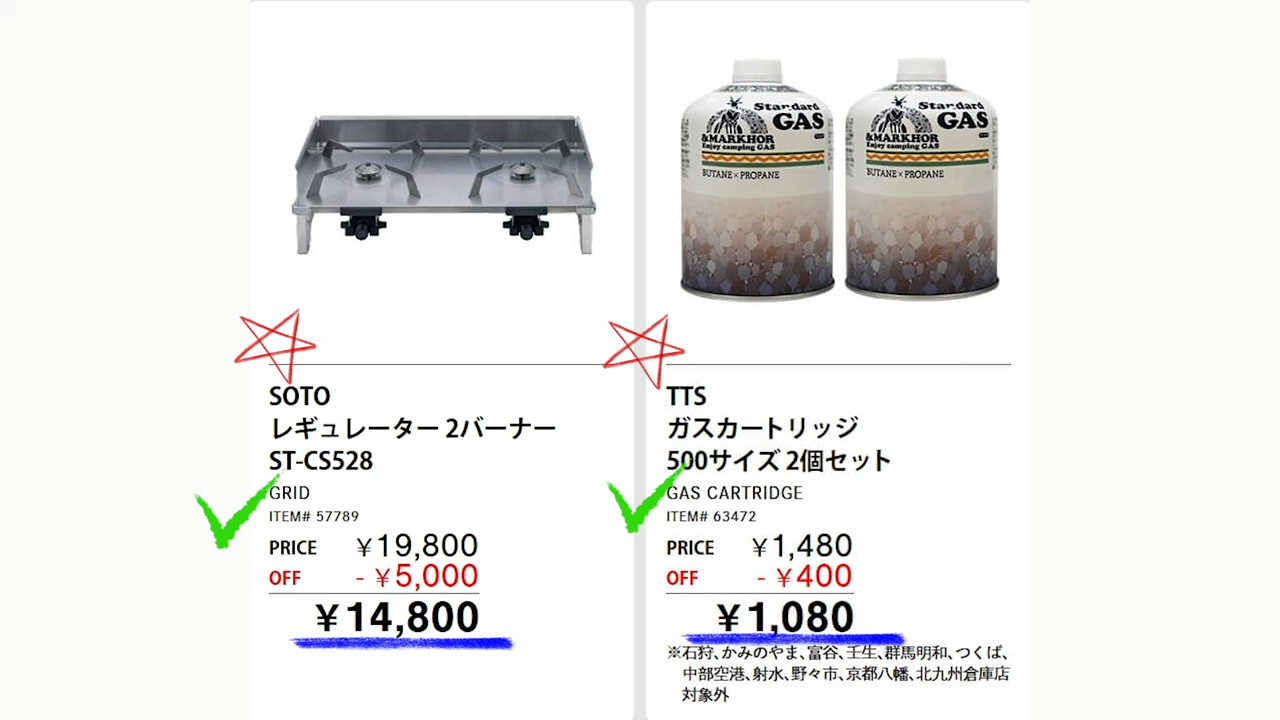 SOTO
レギュレーター 2バーナー
ST-CS528
GRID
ITEM# 57789
PRICE ￥19,800
OFF - ￥5,000
￥14,800
Standard
GAS
&MARKHOR
Enjoy camping GAS
BUTANE×PROPANE
Standard
GAS
&MARKHOR
Enjoy camping GAS
BUTANE×PROPANE
TTS
ガスカートリッジ
500サイズ 2個セット
GAS CARTRIDGE
ITEM# 63472
PRICE ￥1,480
OFF - ￥400
￥1,080
※石狩、かみのやま、富谷、壬生、群馬明和、つくば、
中部空港、射水、野々市、京都八幡、北九州倉庫店
対象外